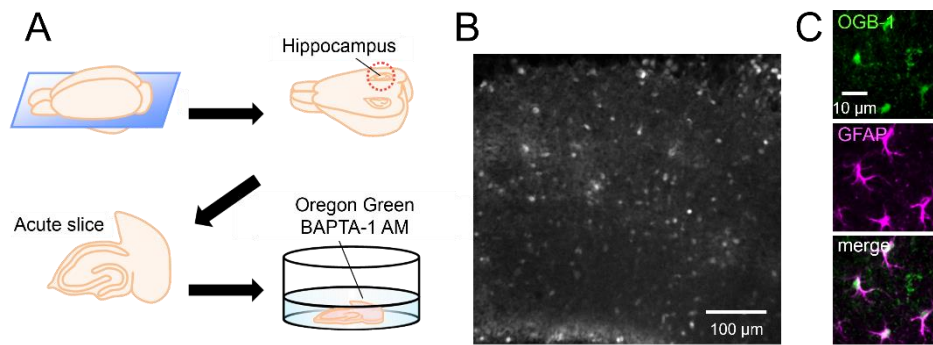 A
Hippocampus
Acute slice
Oregon Green
BAPTA-1 AM
B
100 µm
C
OGB-1
10 µm
GFAP
merge